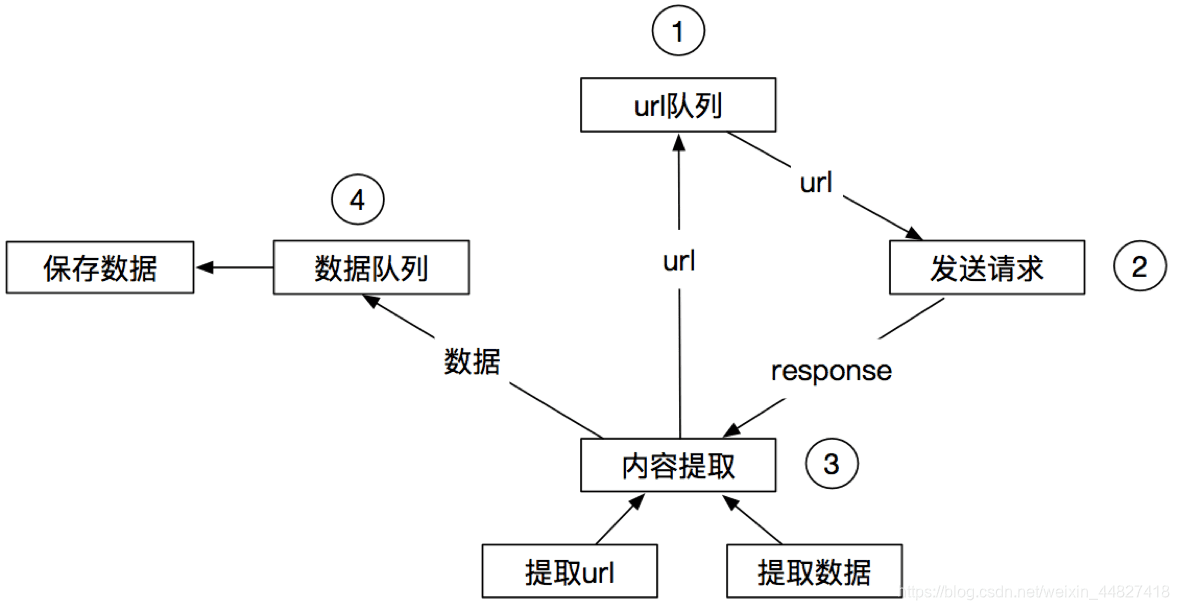 ①
url队列
url
④
保存数据
数据队列
url
发送请求
②
数据
response
内容提取
③
提取url
提取数据
https://blog.csdn.net/weixin_44827418